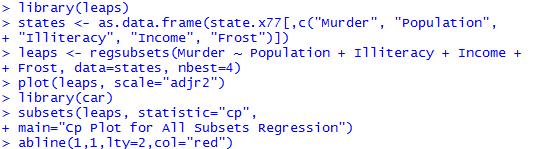 > library(leaps)
> states <- as.data.frame(state.x77[,c("Murder", "Population",
+ "Illiteracy", "Income", "Frost")])
> leaps <- regsubsets(Murder ~ Population + Illiteracy + Income +
+ Frost, data=states, nbest=4)
> plot(leaps, scale="adjr2")
> library(car)
> subsets(leaps, statistic="cp",
+ main="Cp Plot for All Subsets Regression")
> abline(1,1,lty=2,col="red")